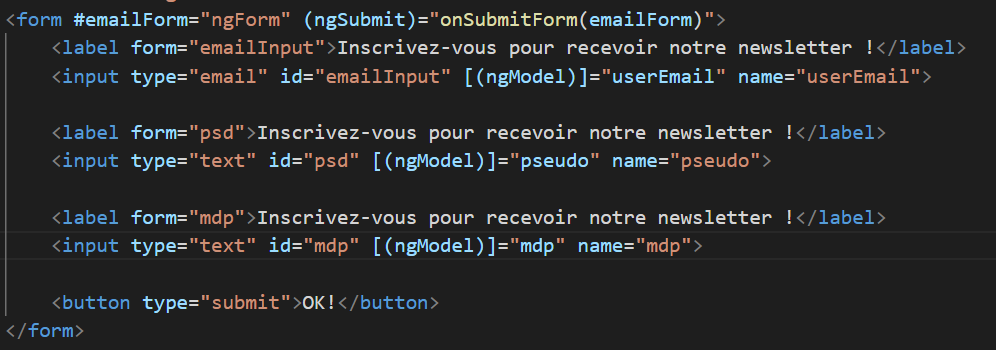 <form #emailForm="ngForm" (ngSubmit)="onSubmitForm(emailForm)">
<label form="emailInput">Inscrivez-vous pour recevoir notre newsletter !</label>
<input type="email" id="emailInput" [(ngModel)]="userEmail" name="userEmail">
<label form="psd">Inscrivez-vous pour recevoir notre newsletter !</label>
<input type="text" id="psd" [(ngModel)]="pseudo" name="pseudo">
<label form="mdp">Inscrivez-vous pour recevoir notre newsletter !</label>
<input type="text" id="mdp" [(ngModel)]="mdp" name="mdp">
<button type="submit">OK!</button>
</form>